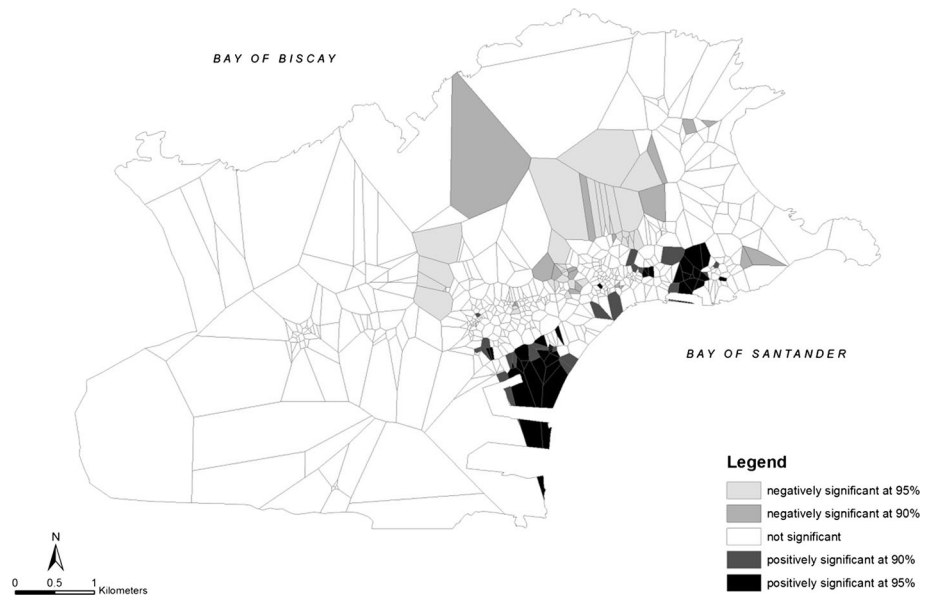 BAY OF BISCAY
BAY OF SANTANDER
Legend
negatively significant at 95%
negatively significant at 90%
not significant
positively significant at 90%
positively significant at 95%
N
0 0.5 1
Kilometers